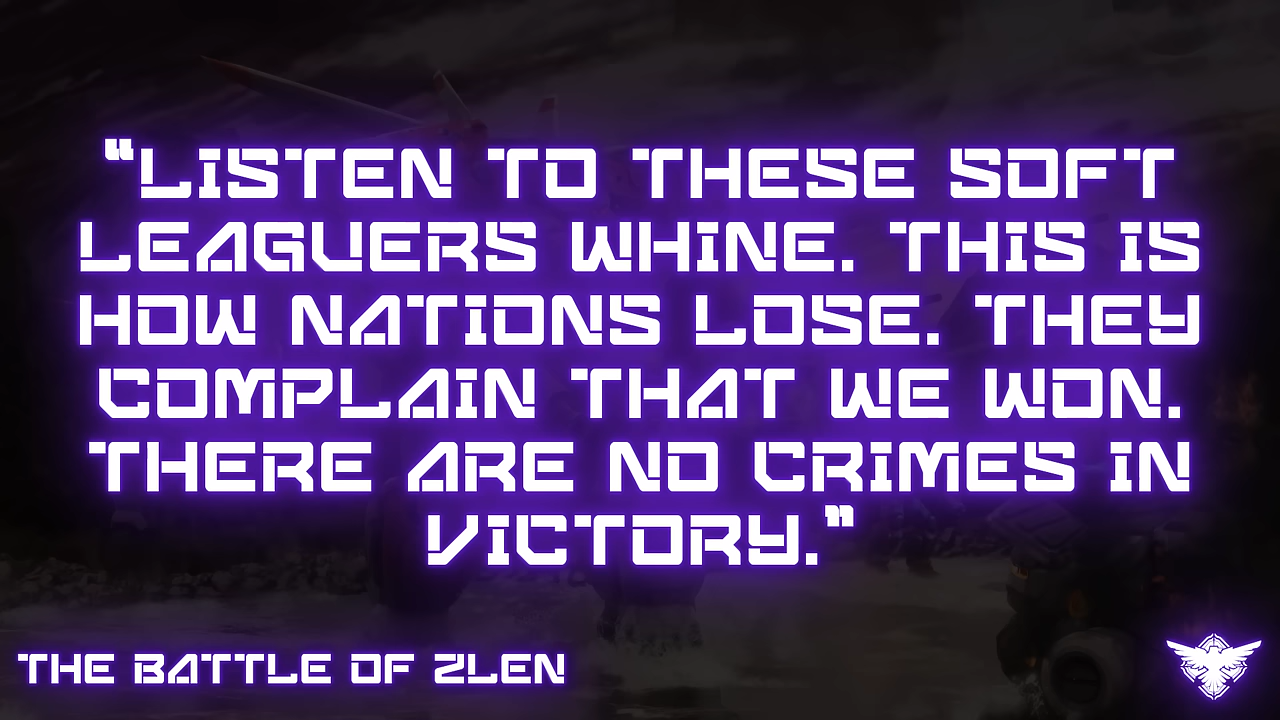 "LISTEN TO THESE SOFT
LEAGUERS WHINE. THIS IS
HOW NATIONS LOSE. THEY
COMPLAIN THAT WE WON.
THERE ARE NO CRIMES IN
VICTORY."
THE BATTLE OF ZLEN